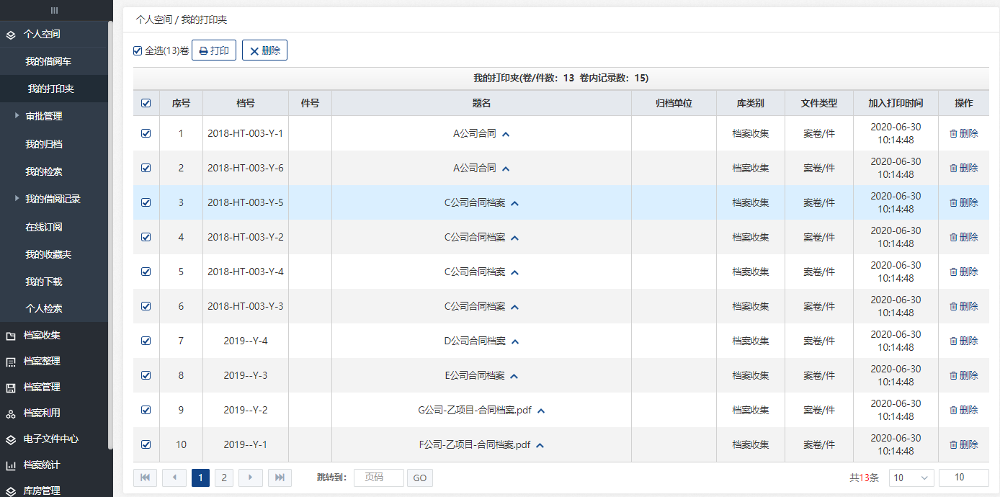 个人空间
我的借阅车
我的打印夹
审批管理
我的归档
我的检索
我的借阅记录
在线订阅
我的收藏夹
我的下载
个人检索
档案收集
档案整理
档案管理
档案利用
电子文件中心
档案统计
库房管理
个人空间 / 我的打印夹
全选(13)卷 打印 删除
我的打印夹(卷/件数：13 卷内记录数：15)
序号 档号 件号 题名 归档单位 库类别 文件类型 加入打印时间 操作
1 2018-HT-003-Y-1 A公司合同 档案收集 案卷/件 2020-06-30 10:14:48 删除
2 2018-HT-003-Y-6 A公司合同 档案收集 案卷/件 2020-06-30 10:14:48 删除
3 2018-HT-003-Y-5 C公司合同档案 档案收集 案卷/件 2020-06-30 10:14:48 删除
4 2018-HT-003-Y-2 C公司合同档案 档案收集 案卷/件 2020-06-30 10:14:48 删除
5 2018-HT-003-Y-4 C公司合同档案 档案收集 案卷/件 2020-06-30 10:14:48 删除
6 2018-HT-003-Y-3 C公司合同档案 档案收集 案卷/件 2020-06-30 10:14:48 删除
7 2019--Y-4 D公司合同档案 档案收集 案卷/件 2020-06-30 10:14:48 删除
8 2019--Y-3 E公司合同档案 档案收集 案卷/件 2020-06-30 10:14:48 删除
9 2019--Y-2 G公司-乙项目-合同档案.pdf 档案收集 案卷/件 2020-06-30 10:14:48 删除
10 2019--Y-1 F公司-乙项目-合同档案.pdf 档案收集 案卷/件 2020-06-30 10:14:48 删除
1 2 跳转到： 页码 GO 共13条 10 10